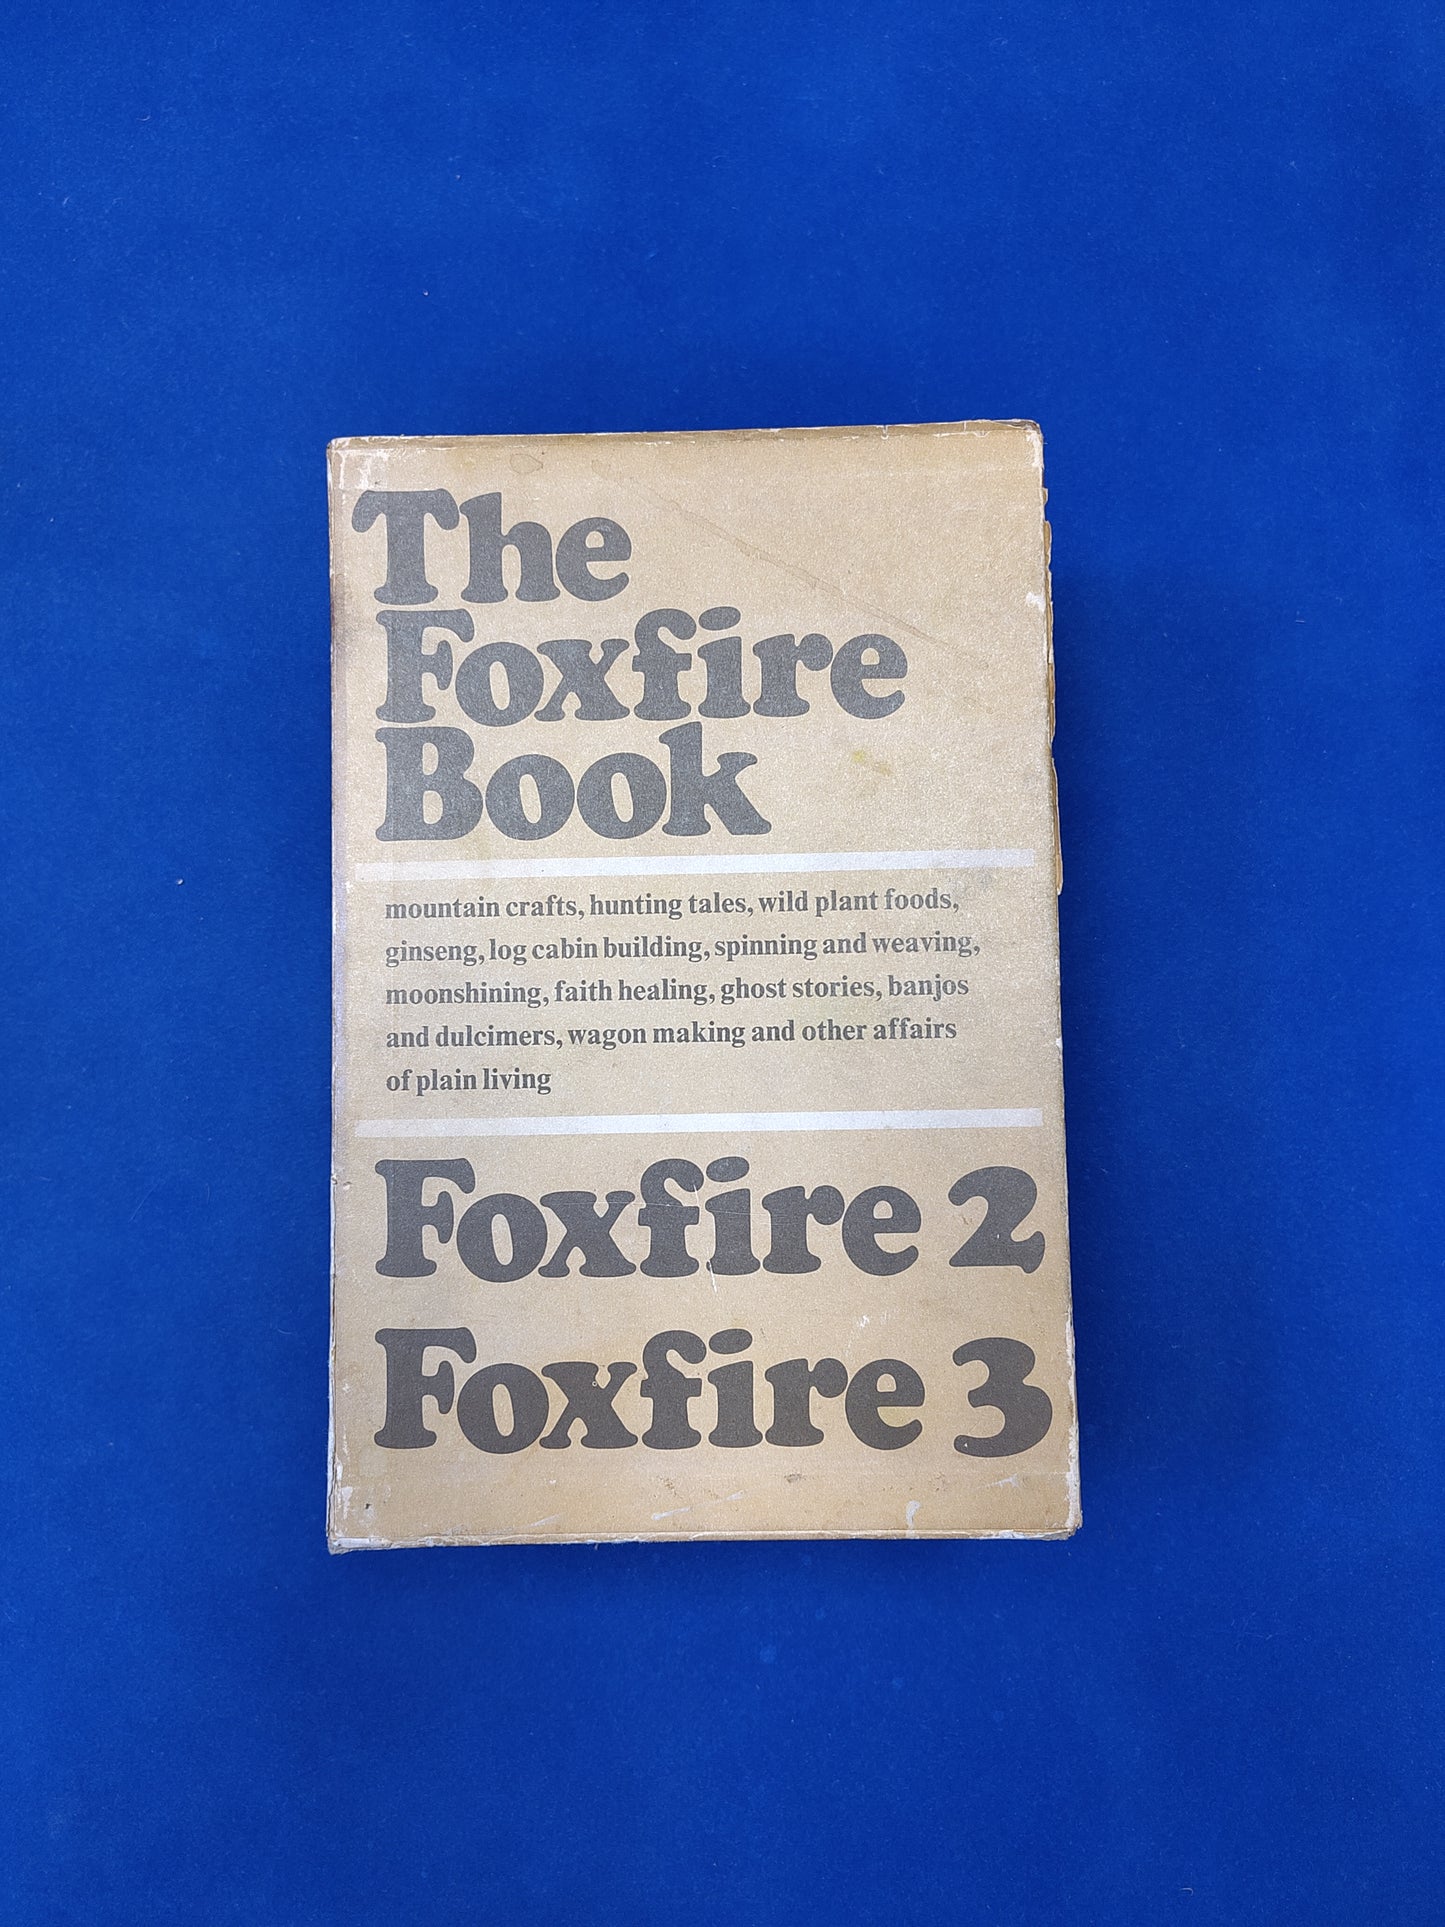 The
Foxfire
Book
mountain crafts, hunting tales, wild plant foods,
ginseng, log cabin building, spinning and weaving,
moonshining, faith healing, ghost stories, banjos
and dulcimers, wagon making and other affairs
of plain living
Foxfire 2
Foxfire 3